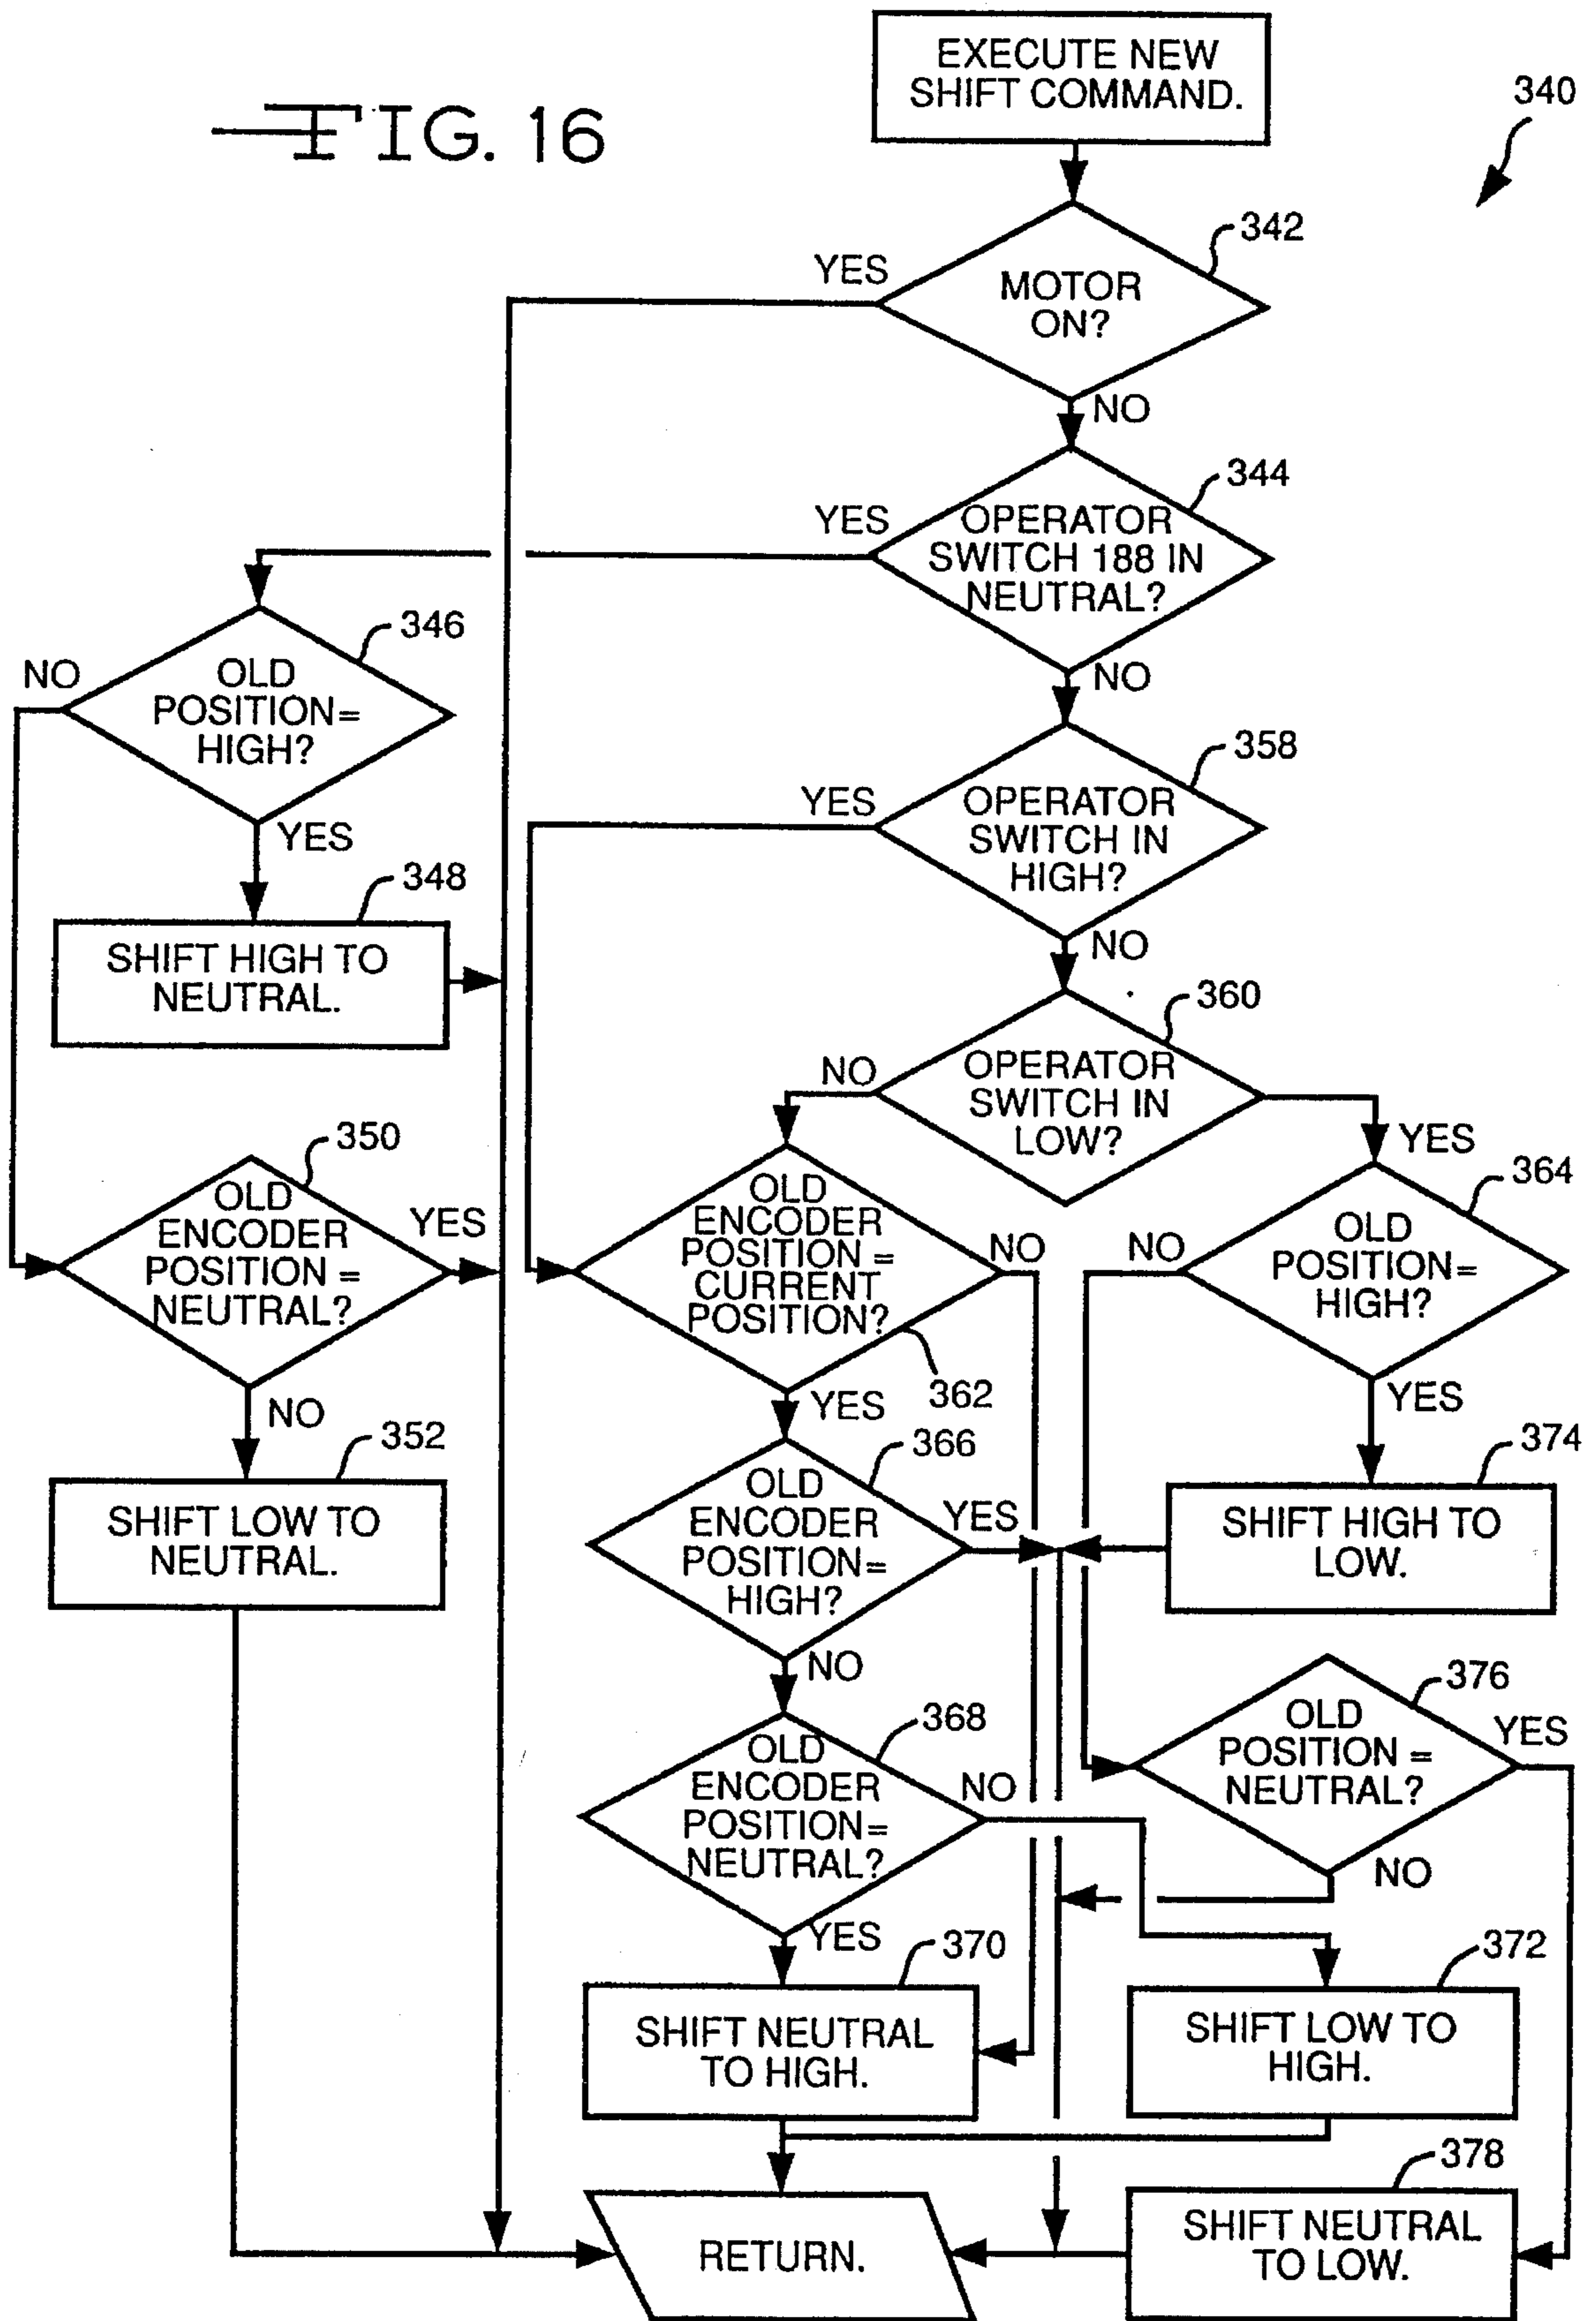 FIG. 16
EXECUTE NEW
SHIFT COMMAND.
340
342
YES
MOTOR
ON?
NO
344
YES
OPERATOR
SWITCH 188 IN
NEUTRAL?
NO
346
NO
OLD
POSITION=
HIGH?
YES
348
SHIFT HIGH TO
NEUTRAL.
358
YES
OPERATOR
SWITCH IN
HIGH?
NO
360
NO
OPERATOR
SWITCH IN
LOW?
YES
350
OLD
ENCODER
POSITION =
NEUTRAL?
YES
NO
352
SHIFT LOW TO
NEUTRAL.
OLD
ENCODER
POSITION =
CURRENT
POSITION?
NO
362
YES
364
NO
OLD
POSITION=
HIGH?
YES
366
OLD
ENCODER
POSITION=
HIGH?
YES
NO
374
SHIFT HIGH TO
LOW.
368
OLD
ENCODER
POSITION=
NEUTRAL?
NO
YES
376
OLD
POSITION =
NEUTRAL?
YES
NO
370
SHIFT NEUTRAL
TO HIGH.
372
SHIFT LOW TO
HIGH.
378
RETURN.
SHIFT NEUTRAL
TO LOW.